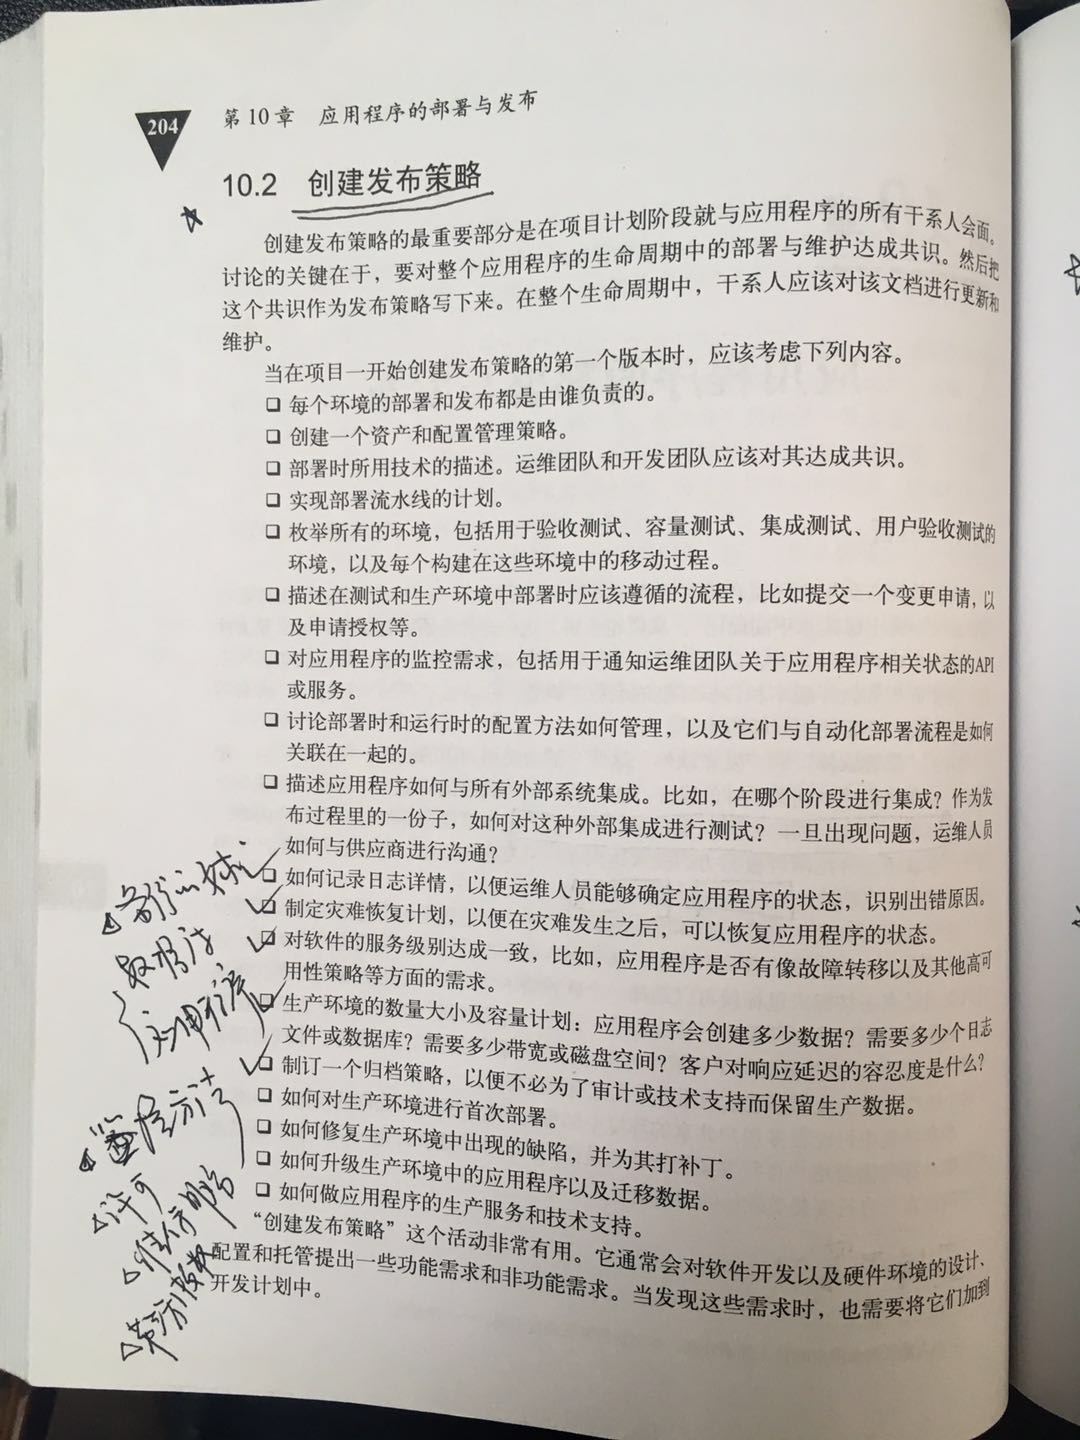 204
第10章 应用程序的部署与发布
10.2 创建发布策略
创建发布策略的最重要部分是在项目计划阶段就与应用程序的所有干系人会面。
讨论的关键在于，要对整个应用程序的生命周期中的部署与维护达成共识。然后把
这个共识作为发布策略写下来。在整个生命周期中，干系人应该对该文档进行更新和
维护。
当在项目一开始创建发布策略的第一个版本时，应该考虑下列内容。
❑ 每个环境的部署和发布都是由谁负责的。
❑ 创建一个资产和配置管理策略。
❑ 部署时所用技术的描述。运维团队和开发团队应该对其达成共识。
❑ 实现部署流水线的计划。
❑ 枚举所有的环境，包括用于验收测试、容量测试、集成测试、用户验收测试的
环境，以及每个构建在这些环境中的移动过程。
❑ 描述在测试和生产环境中部署时应该遵循的流程，比如提交一个变更申请，以
及申请授权等。
❑ 对应用程序的监控需求，包括用于通知运维团队关于应用程序相关状态的API
或服务。
❑ 讨论部署时和运行时的配置方法如何管理，以及它们与自动化部署流程是如何
关联在一起的。
❑ 描述应用程序如何与所有外部系统集成。比如，在哪个阶段进行集成？作为发
布过程里的一份子，如何对这种外部集成进行测试？一旦出现问题，运维人员
如何与供应商进行沟通？
❑ 如何记录日志详情，以便运维人员能够确定应用程序的状态，识别出错原因。
❑ 制定灾难恢复计划，以便在灾难发生之后，可以恢复应用程序的状态。
❑ 对软件的服务级别达成一致，比如，应用程序是否有像故障转移以及其他高可
用性策略等方面的需求。
❑ 生产环境的数量大小及容量计划：应用程序会创建多少数据？需要多少个日志
文件或数据库？需要多少带宽或磁盘空间？客户对响应延迟的容忍度是什么？
❑ 制订一个归档策略，以便不必为了审计或技术支持而保留生产数据。
❑ 如何对生产环境进行首次部署。
❑ 如何修复生产环境中出现的缺陷，并为其打补丁。
❑ 如何升级生产环境中的应用程序以及迁移数据。
❑ 如何做应用程序的生产服务和技术支持。
“创建发布策略”这个活动非常有用。它通常会对软件开发以及硬件环境的设计、
配置和托管提出一些功能需求和非功能需求。当发现这些需求时，也需要将它们加到
开发计划中。